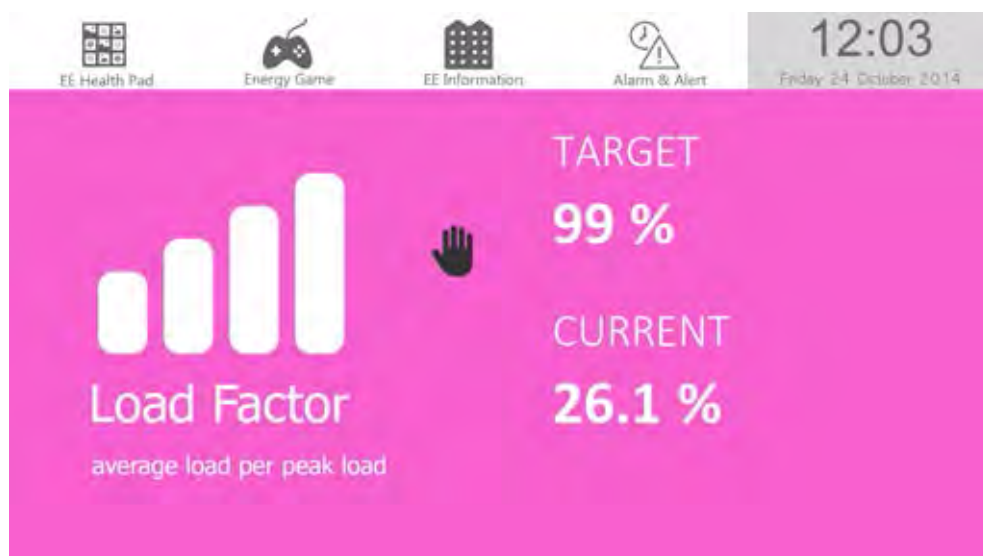 EE Health Pad
Energy Game
EE Information
Alarm & Alert
12:03
Friday 24 October 2014
TARGET
99 %
CURRENT
26.1 %
Load Factor
average load per peak load